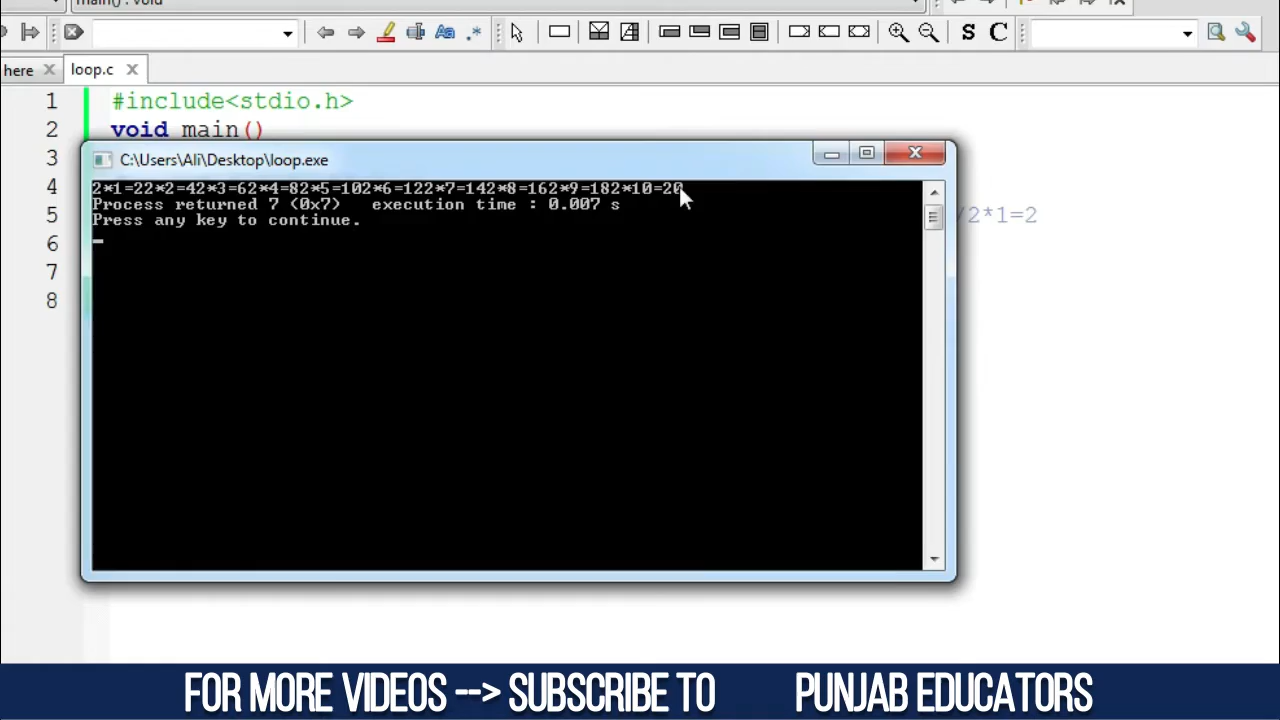 main() : void
S C
here
loop.c
1 #include<stdio.h>
2 void main()
3
C:\Users\Ali\Desktop\loop.exe
4
2*1=22*2=42*3=62*4=82*5=102*6=122*7=142*8=162*9=182*10=20
Process returned 7 (0x7) execution time : 0.007 s
5 /2*1=2
Press any key to continue.
6
7
8
FOR MORE VIDEOS --> SUBSCRIBE TO PUNJAB EDUCATORS